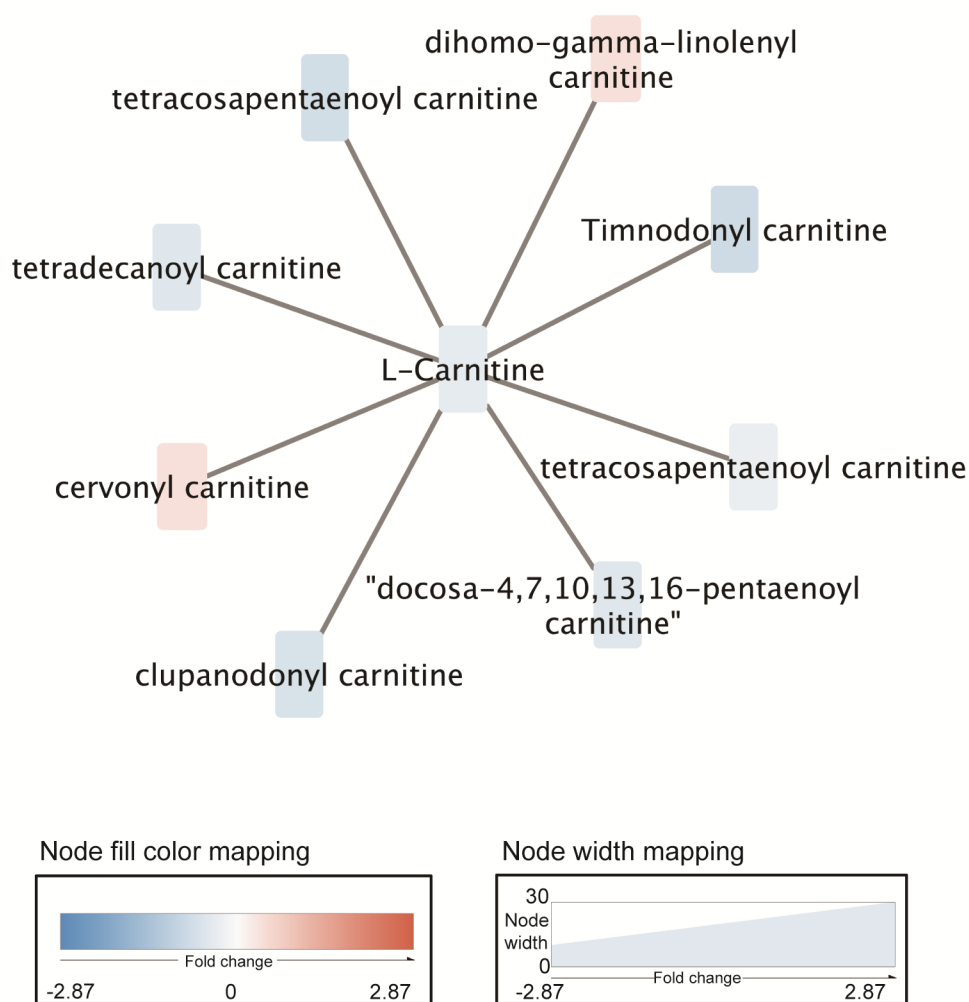 dihomo-gamma-linolenyl
carnitine
tetracosapentaenoyl carnitine
Timnodonyl carnitine
tetradecanoyl carnitine
L-Carnitine
tetracosapentaenoyl carnitine
cervonyl carnitine
"docosa-4,7,10,13,16-pentaenoyl
carnitine"
clupanodonyl carnitine
Node fill color mapping
Fold change
-2.87 0 2.87
Node width mapping
30
Node
width
0
Fold change
-2.87 2.87